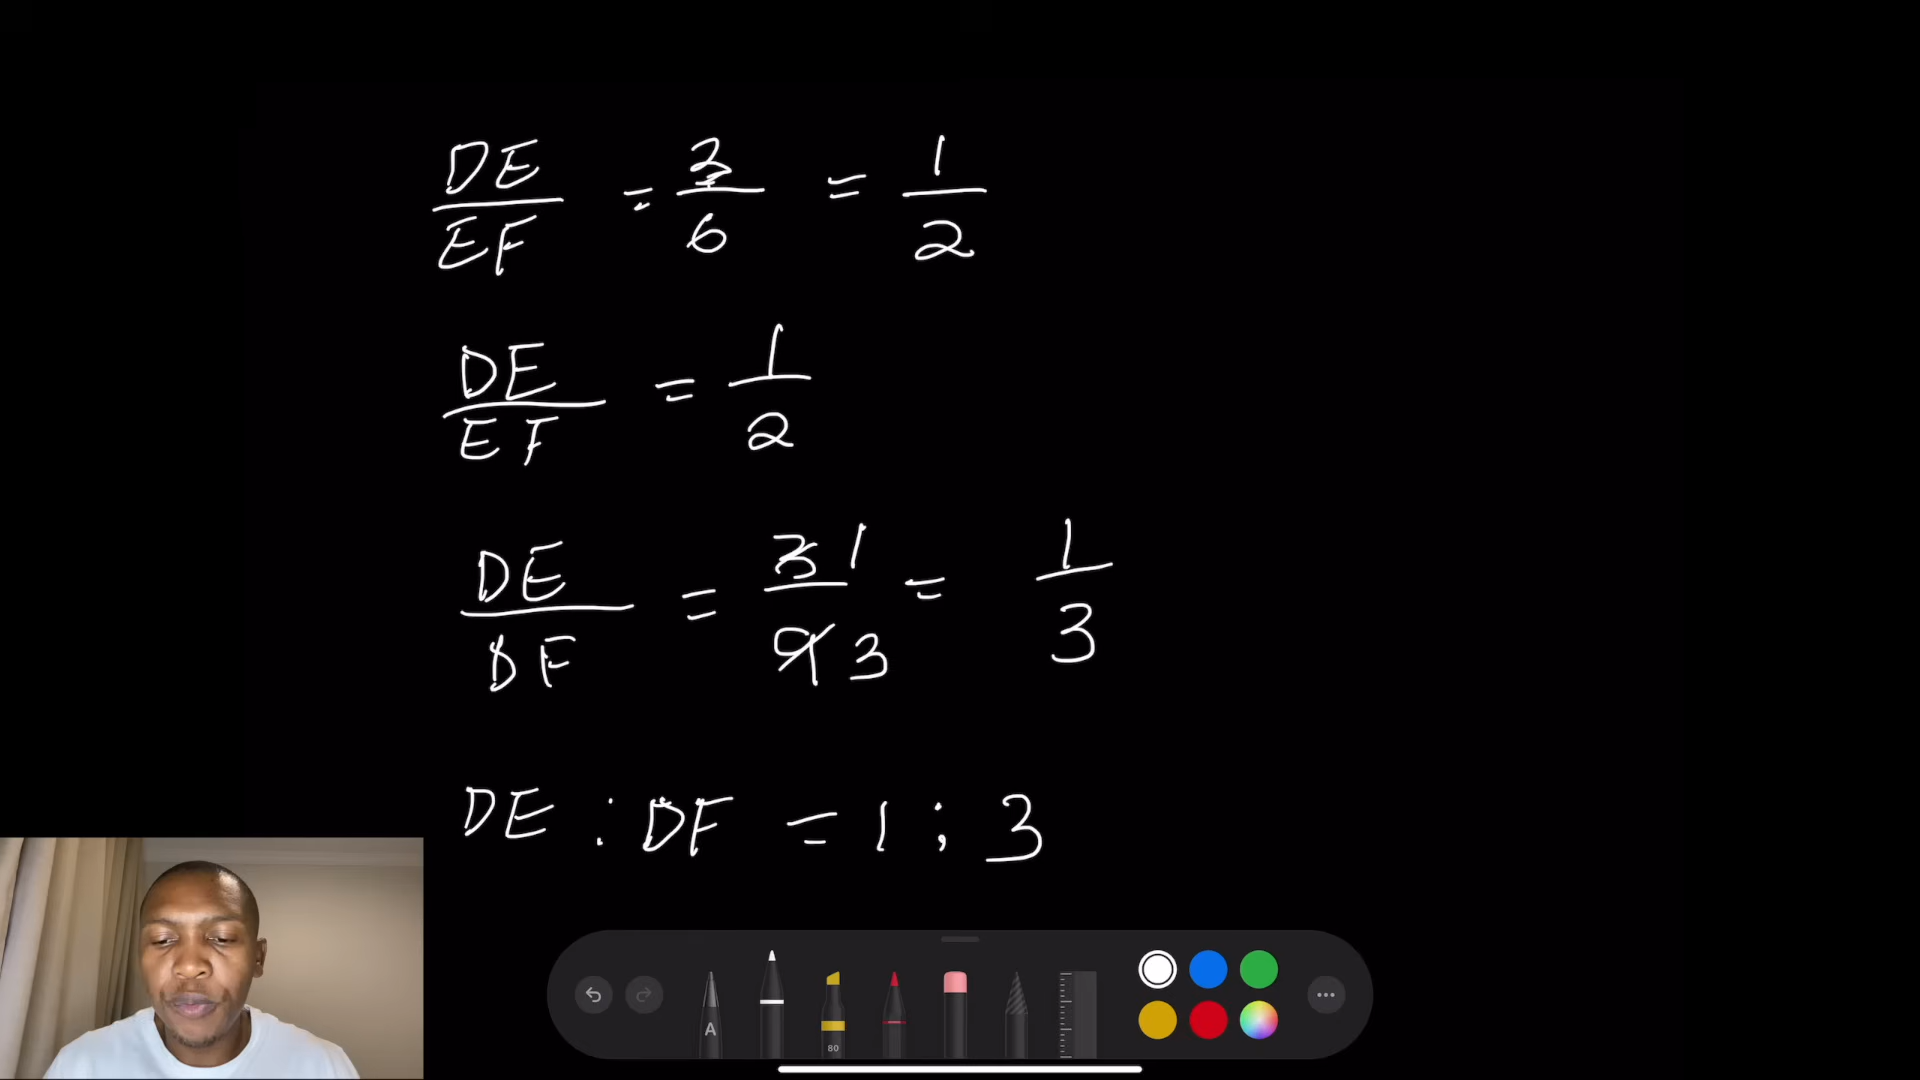 DE/EF = 3/6 = 1/2
DE/EF = 1/2
DE/DF = 3 1/9 3 = 1/3
DE : DF = 1 : 3
A
80